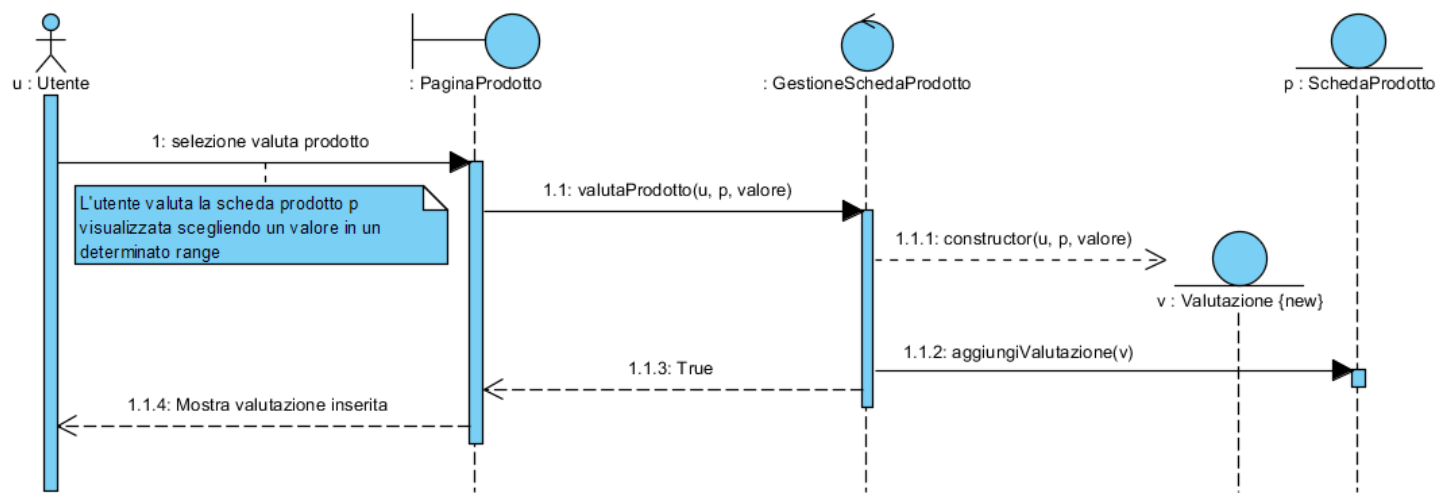 u : Utente
: PaginaProdotto
: GestioneSchedaProdotto
p : SchedaProdotto
1: selezione valuta prodotto
L'utente valuta la scheda prodotto p
visualizzata scegliendo un valore in un
determinato range
1.1: valutaProdotto(u, p, valore)
1.1.1: constructor(u, p, valore)
v : Valutazione {new}
1.1.2: aggiungiValutazione(v)
1.1.3: True
1.1.4: Mostra valutazione inserita